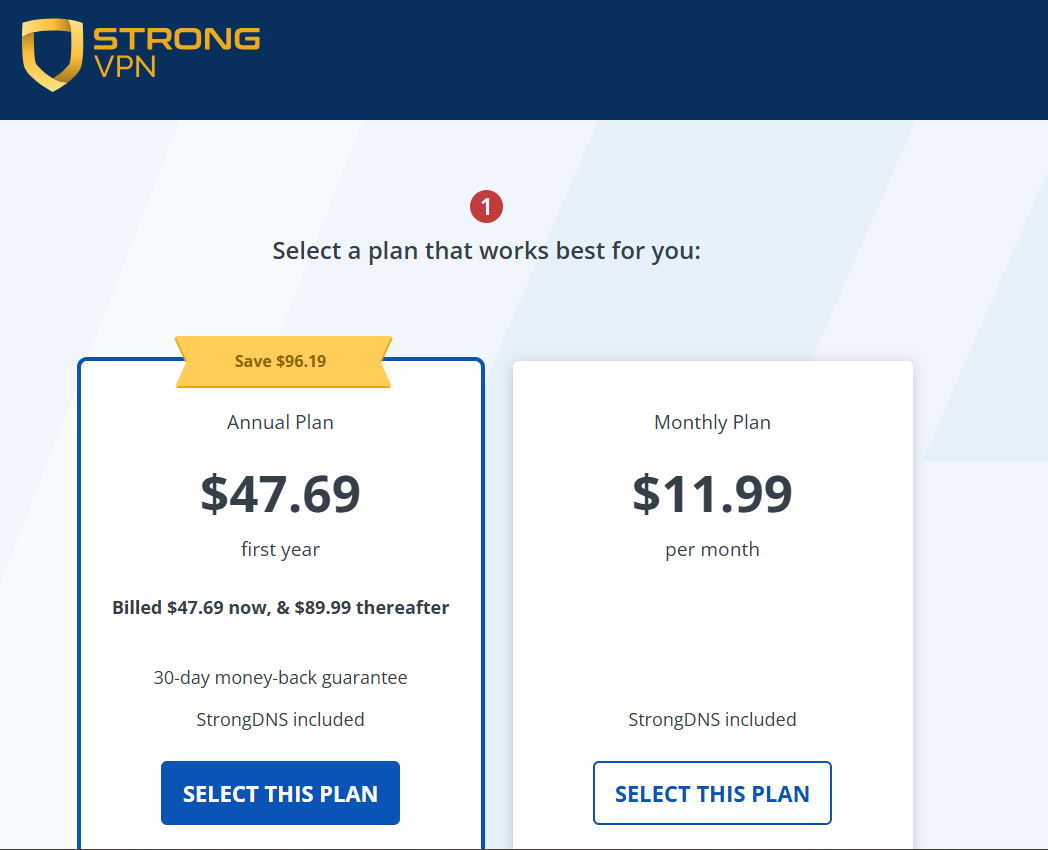 STRONG
VPN
1
Select a plan that works best for you:
Save $96.19
Annual Plan
$47.69
first year
Billed $47.69 now, & $89.99 thereafter
30-day money-back guarantee
StrongDNS included
SELECT THIS PLAN
Monthly Plan
$11.99
per month
StrongDNS included
SELECT THIS PLAN